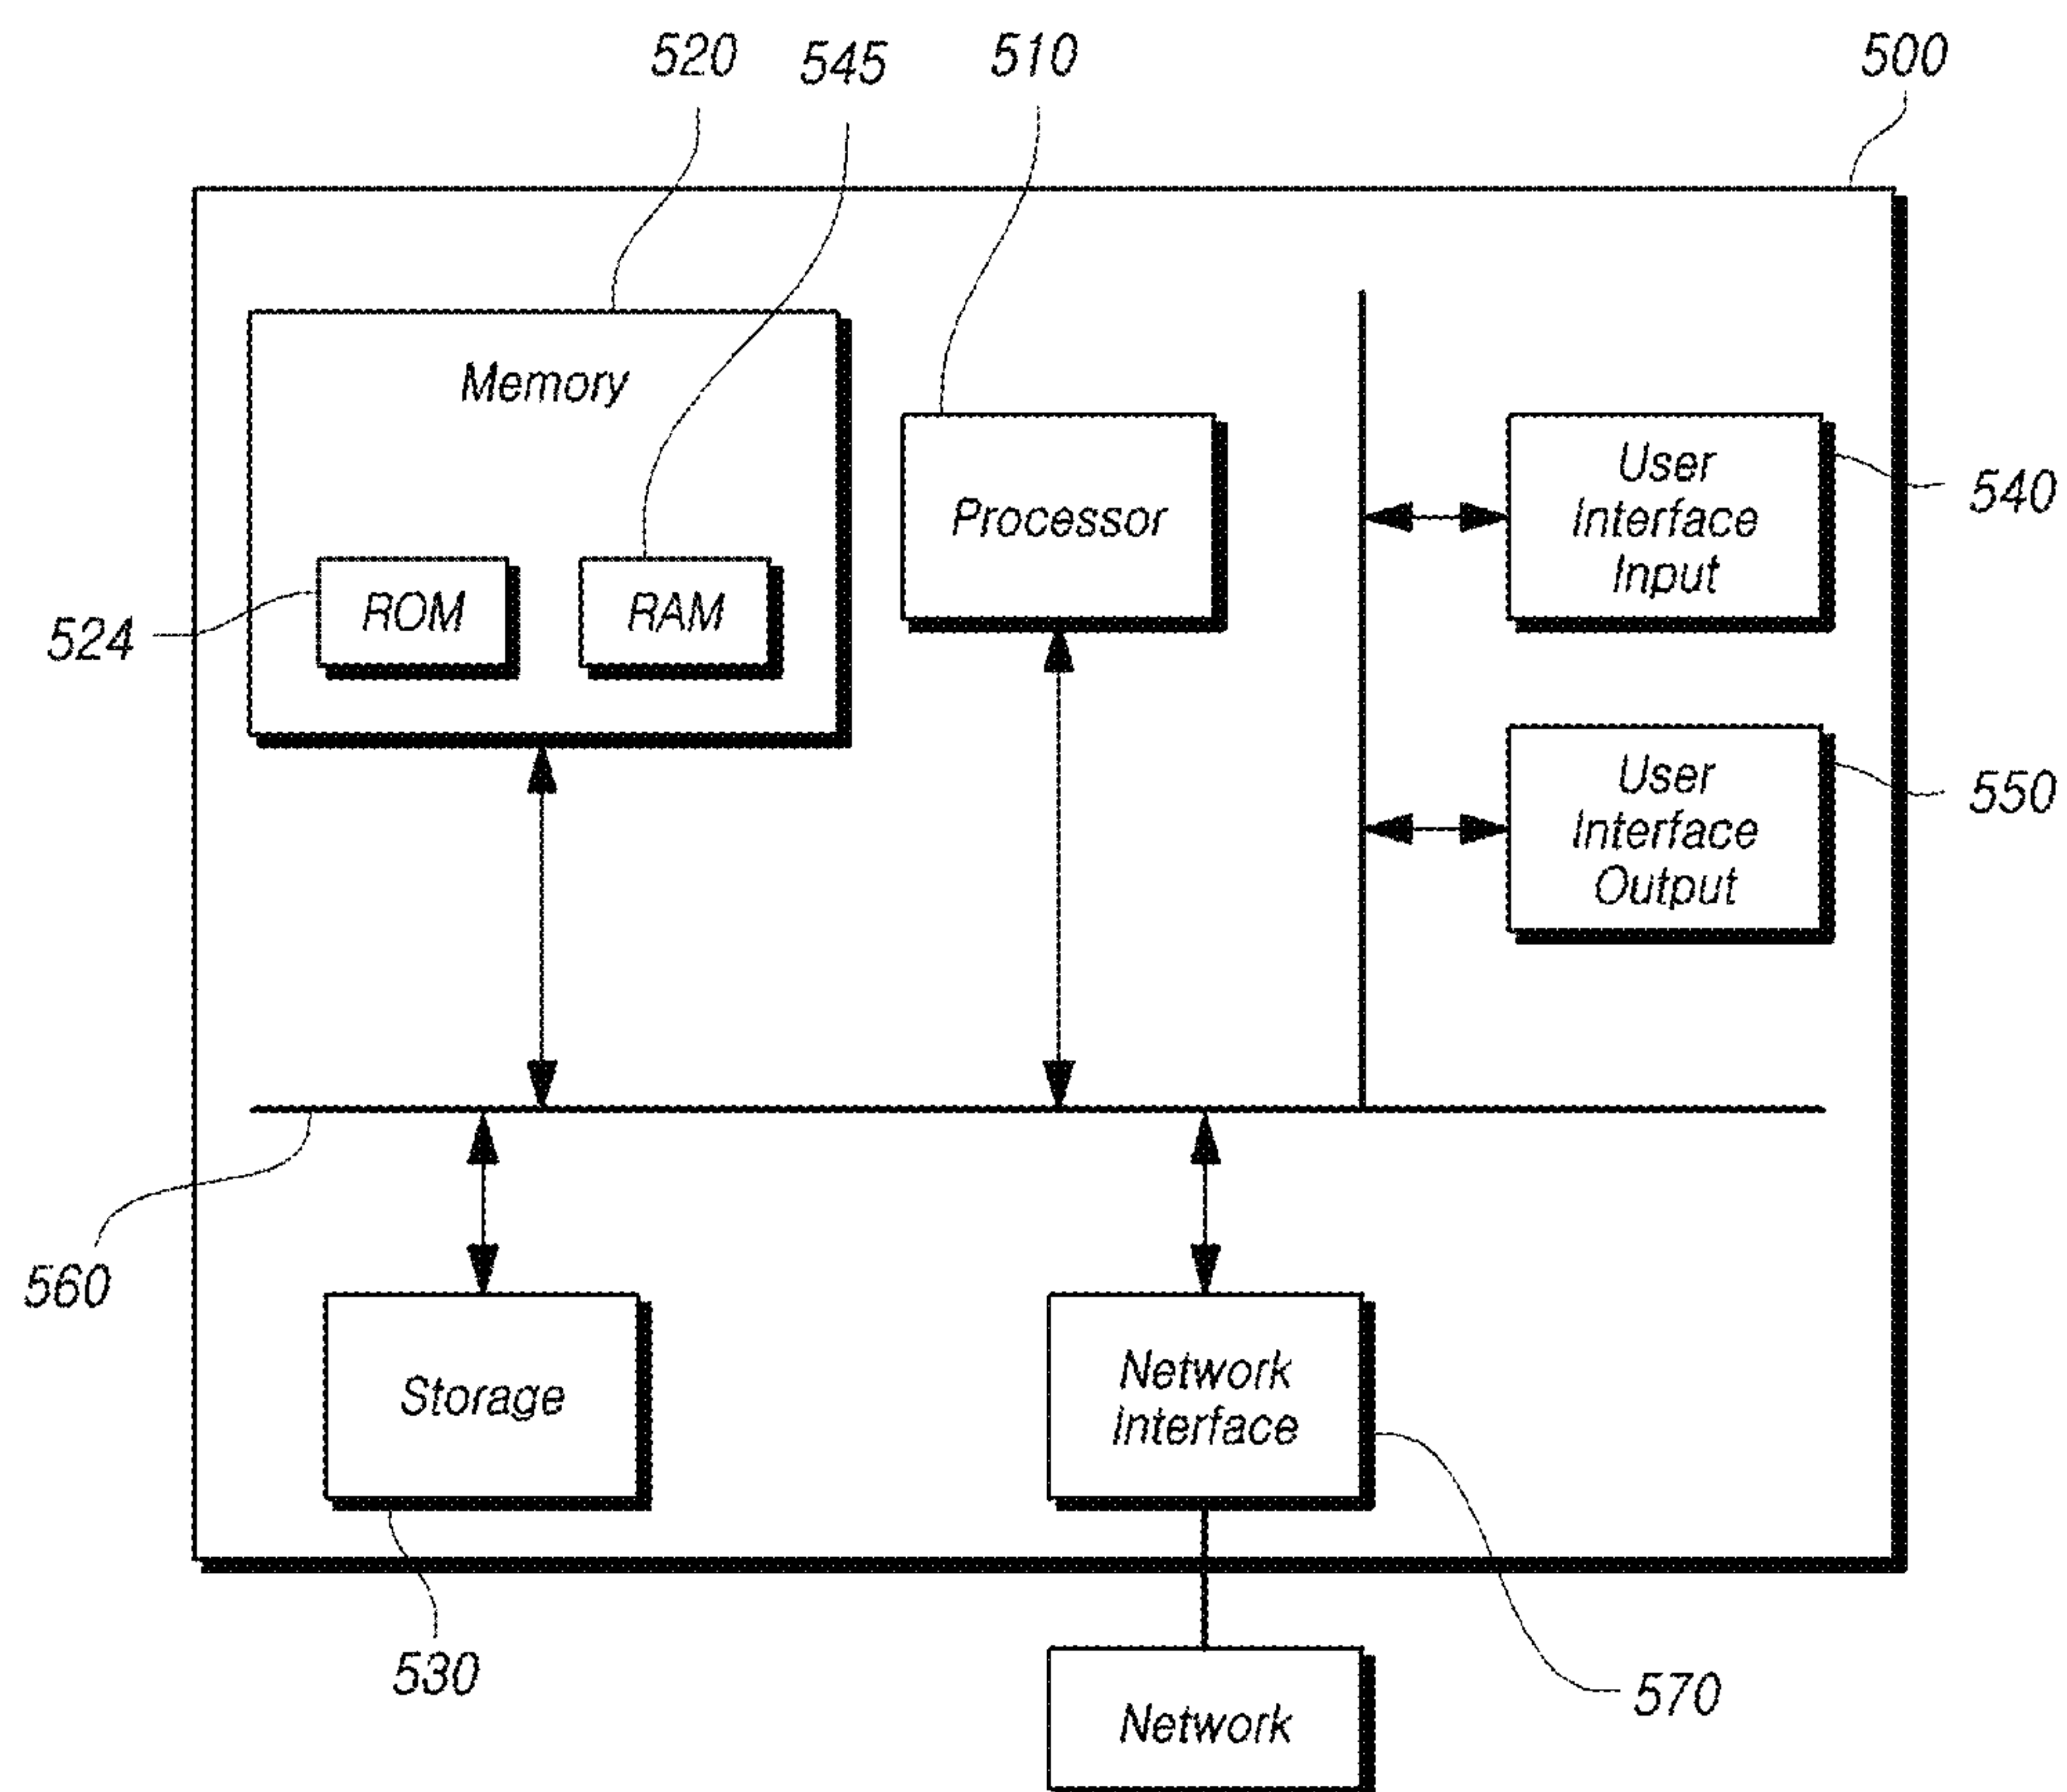 520
545
510
500
Memory
Processor
User
Interface
Input
540
ROM
RAM
524
User
Interface
Output
550
560
Storage
Network
Interface
530
570
Network